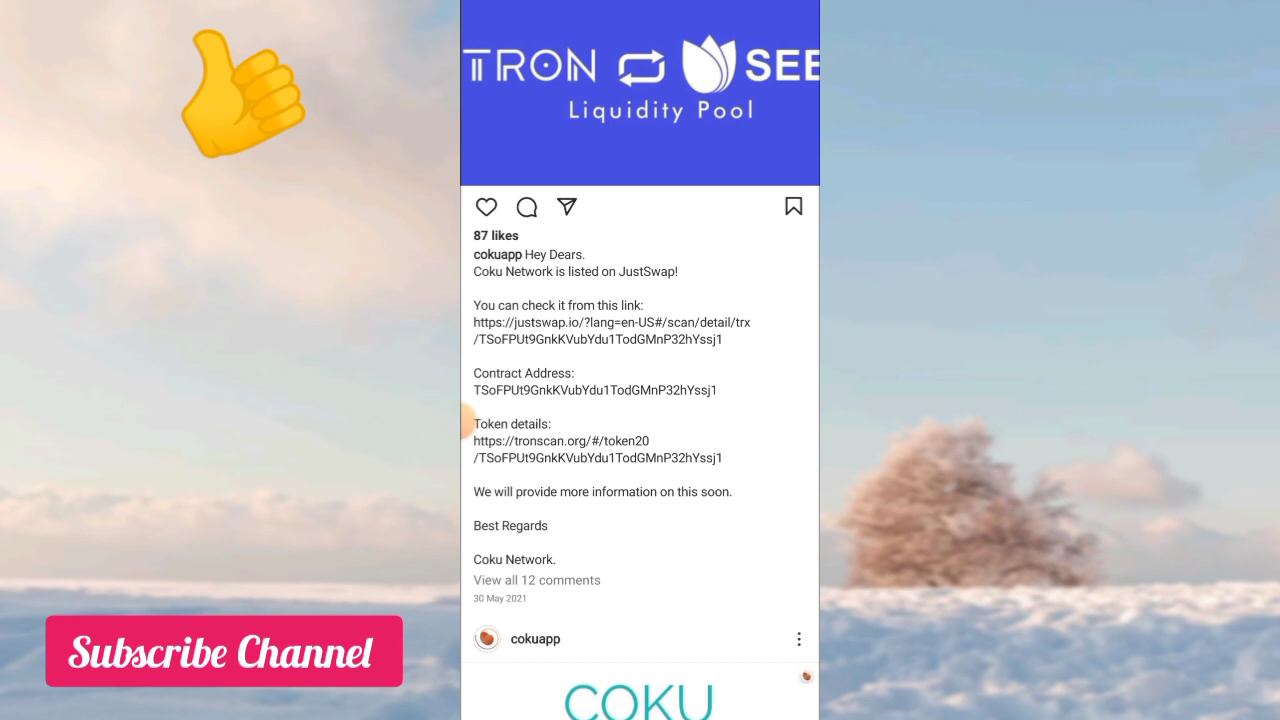 TRON SEE
Liquidity Pool
87 likes
cokuapp Hey Dears.
Coku Network is listed on JustSwap!
You can check it from this link:
https://justswap.io/?lang=en-US#/scan/detail/trx
/TSoFPUt9GnkKVubYdu1TodGMnP32hYssj1
Contract Address:
TSoFPUt9GnkKVubYdu1TodGMnP32hYssj1
Token details:
https://tronscan.org/#/token20
/TSoFPUt9GnkKVubYdu1TodGMnP32hYssj1
We will provide more information on this soon.
Best Regards
Coku Network.
View all 12 comments
30 May 2021
cokuapp
COKU
Subscribe Channel